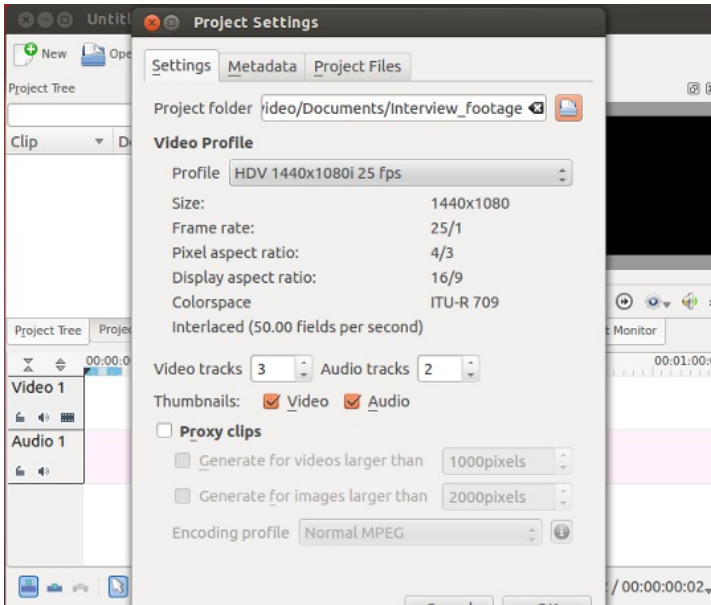 Untitl
Project Settings
New
Ope
Settings
Metadata
Project Files
Project Tree
Project folder
video/Documents/Interview_footage
Clip
D
Video Profile
Profile
HDV 1440x1080i 25 fps
Size: 1440x1080
Frame rate: 25/1
Pixel aspect ratio: 4/3
Display aspect ratio: 16/9
Colorspace ITU-R 709
Interlaced (50.00 fields per second)
Project Tree
Projec
t Monitor
Video tracks 3 Audio tracks 2
00:00:0
00:01:00:
Video 1
Thumbnails: Video Audio
Proxy clips
Audio 1
Generate for videos larger than 1000pixels
Generate for images larger than 2000pixels
Encoding profile Normal MPEG
/ 00:00:00:02